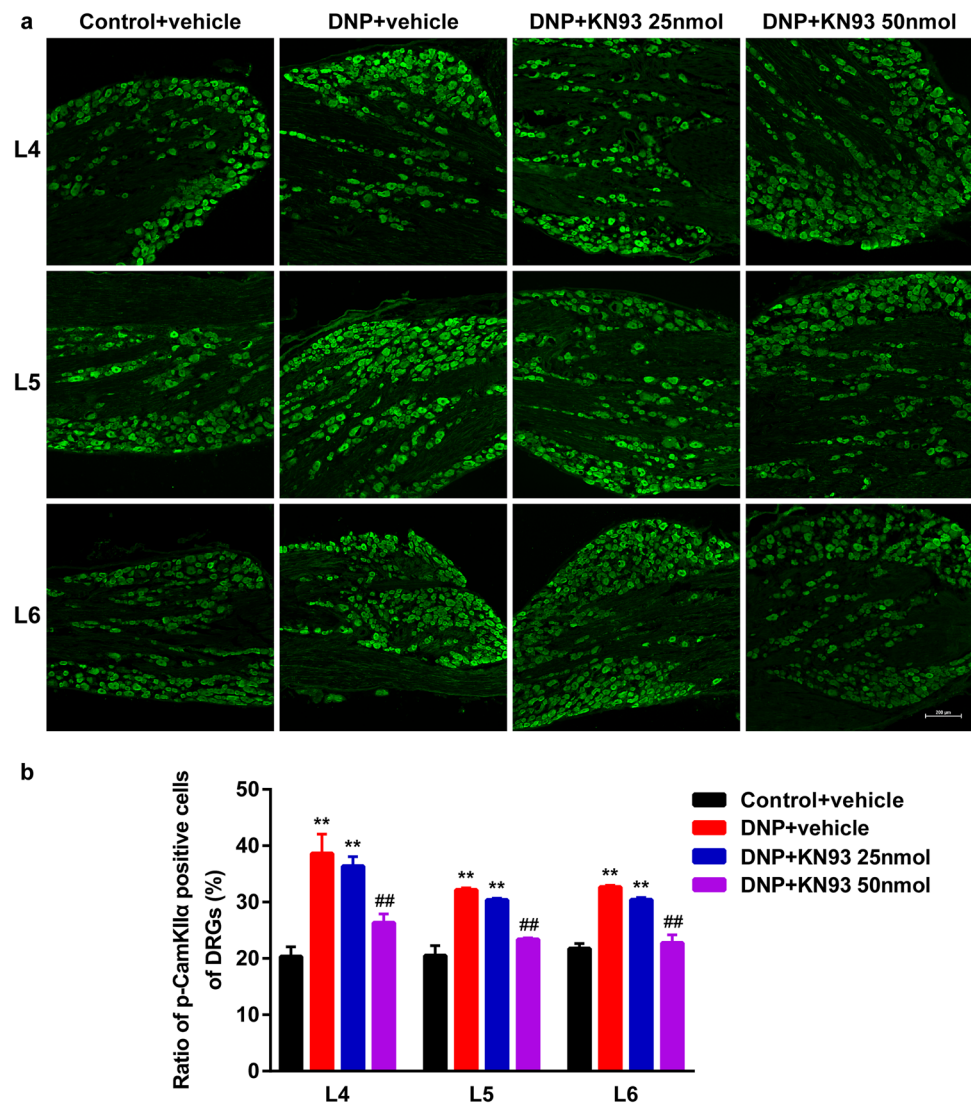 a
Control+vehicle DNP+vehicle DNP+KN93 25nmol DNP+KN93 50nmol
L4
L5
L6
200 μm
b
Ratio of p-CamKIIα positive cells
of DRGs (%)
50
40
30
20
10
0
** ** ##
** ** ##
** ** ##
L4 L5 L6
Control+vehicle
DNP+vehicle
DNP+KN93 25nmol
DNP+KN93 50nmol